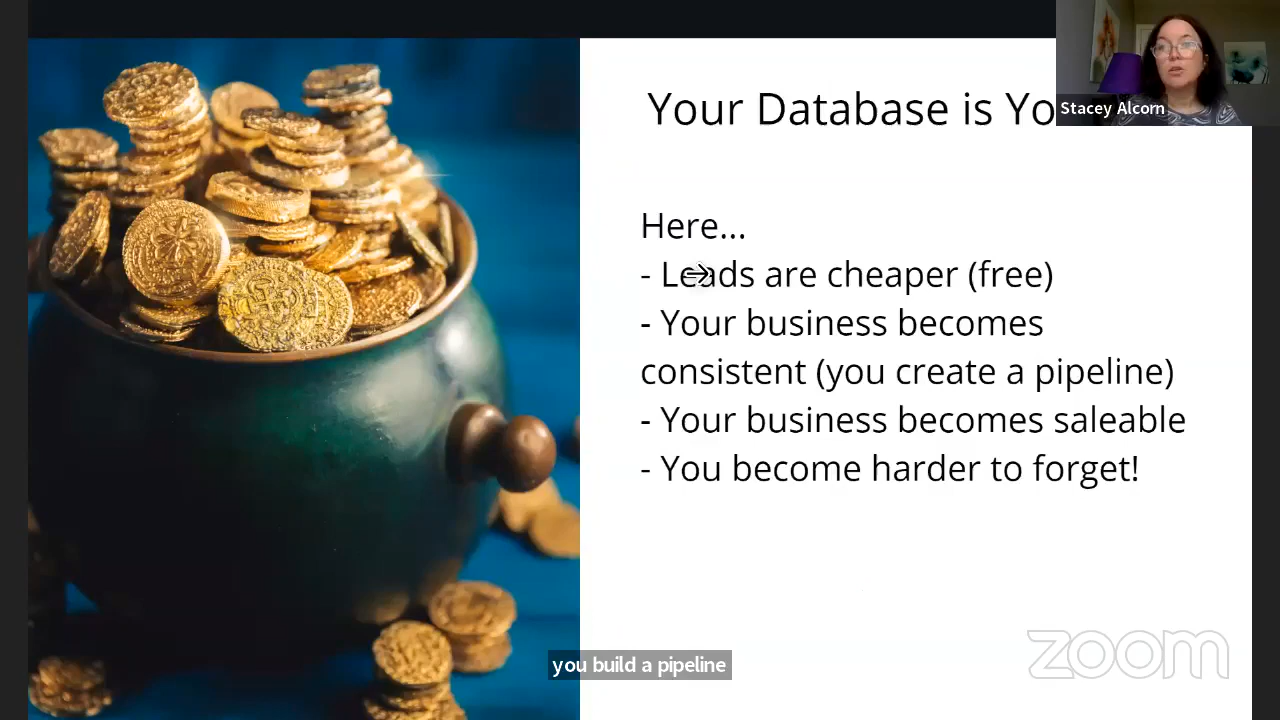 Your Database is Yo
Stacey Alcorn
Here...
- Leads are cheaper (free)
- Your business becomes
consistent (you create a pipeline)
- Your business becomes saleable
- You become harder to forget!
you build a pipeline
zoom